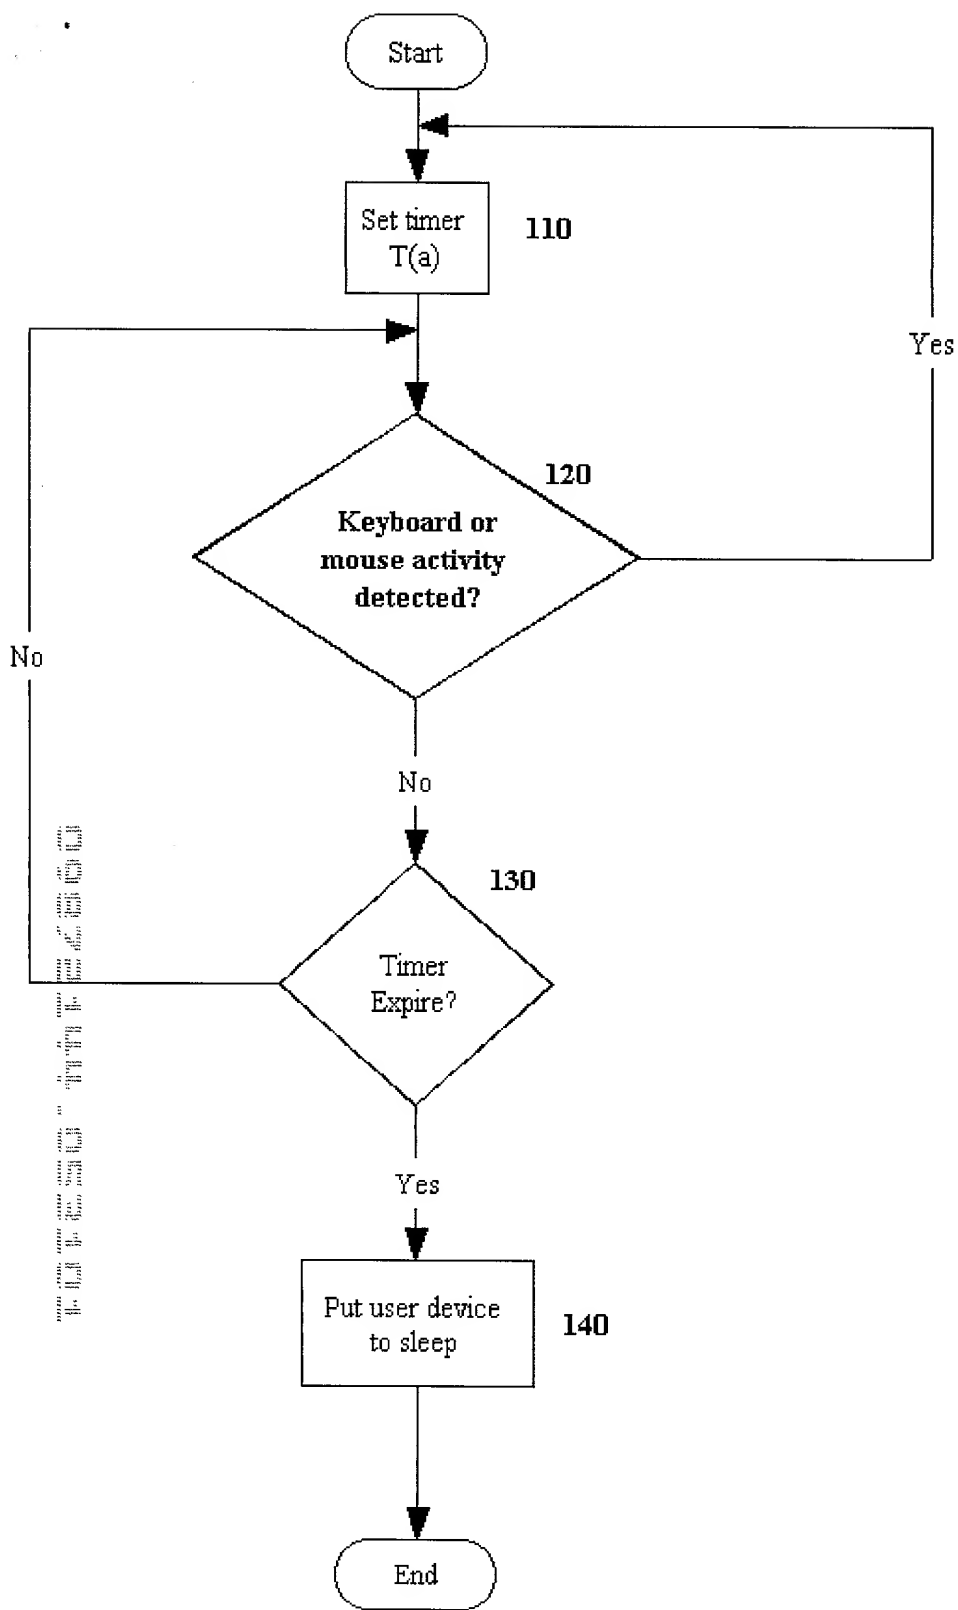 Start
Set timer
T(a)
110
Yes
120
Keyboard or
mouse activity
detected?
No
No
130
Timer
Expire?
Yes
Put user device
to sleep
140
End